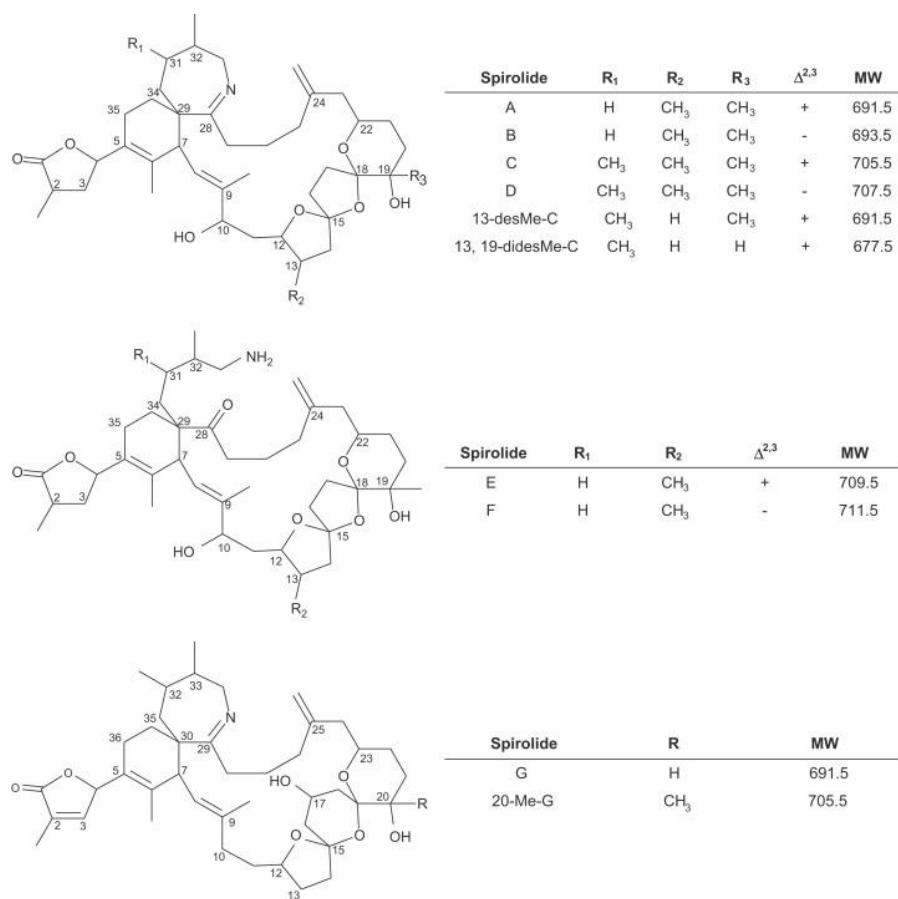 R1
31
32
N
34
35
29
28
24
22
5
7
O
O
2
3
9
10
HO
O
18
19
R3
OH
O
15
O
12
13
R2
Spirolide R1 R2 R3 Δ2,3 MW
A H CH3 CH3 + 691.5
B H CH3 CH3 - 693.5
C CH3 CH3 CH3 + 705.5
D CH3 CH3 CH3 - 707.5
13-desMe-C CH3 H CH3 + 691.5
13, 19-didesMe-C CH3 H H + 677.5
R1
31
32
NH2
34
35
29
28
O
24
22
5
7
O
O
2
3
9
10
HO
O
18
19
OH
O
15
O
12
13
R2
Spirolide R1 R2 Δ2,3 MW
E H CH3 + 709.5
F H CH3 - 711.5
32
33
N
35
36
30
29
25
23
5
7
O
O
2
3
9
10
HO
17
O
20
R
OH
O
15
O
12
13
Spirolide R MW
G H 691.5
20-Me-G CH3 705.5